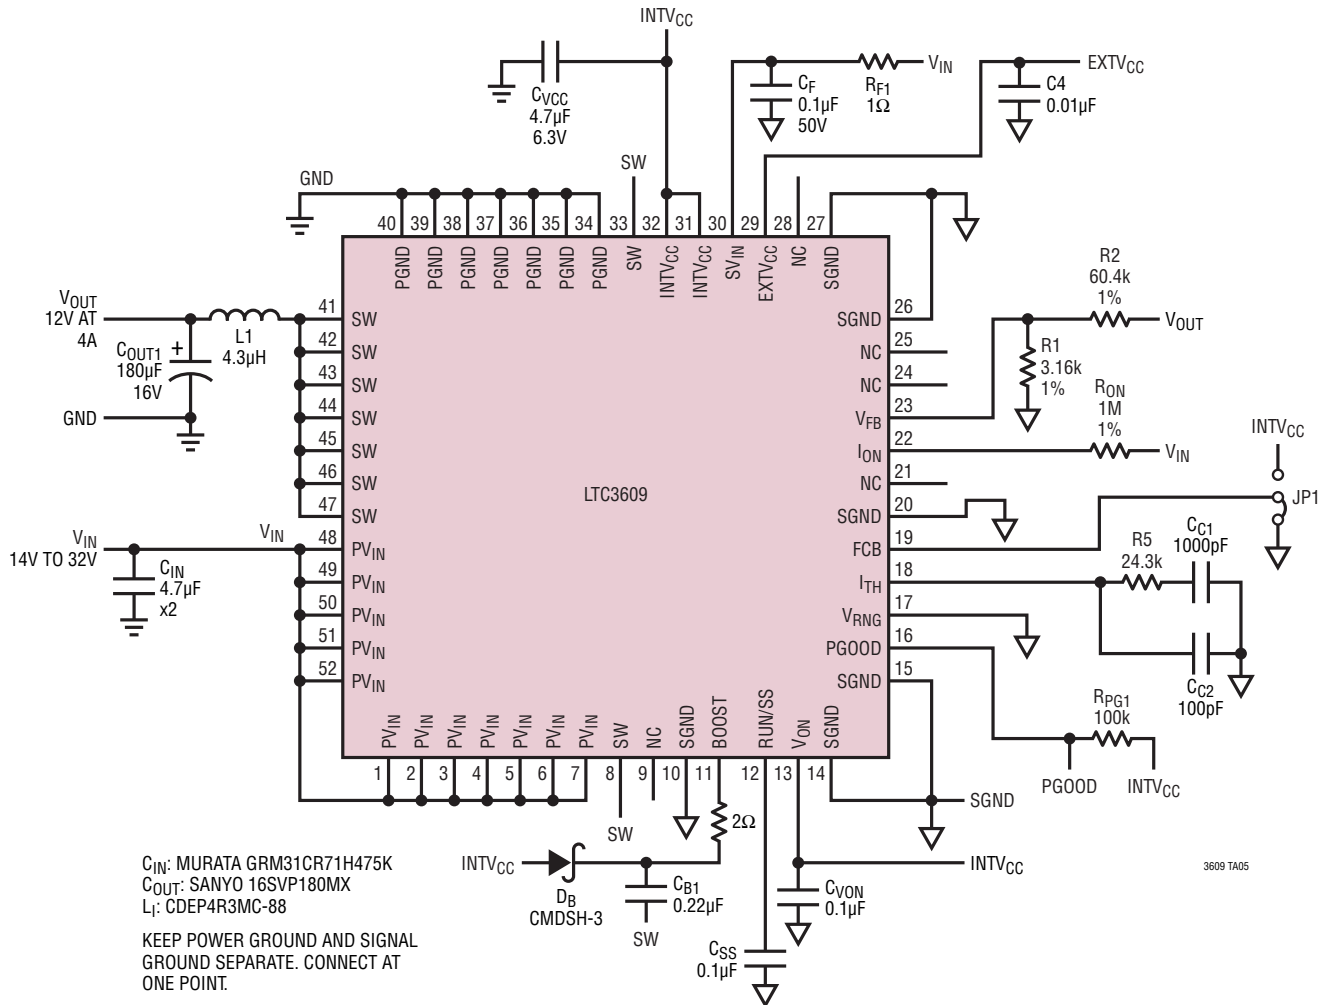 INTVCC
CVCC
4.7µF
6.3V
CF
0.1µF
50V
RF1
1Ω
VIN
EXTVCC
C4
0.01µF
SW
GND
40
39
38
37
36
35
34
33
32
31
30
29
28
27
PGND
PGND
PGND
PGND
PGND
PGND
PGND
SW
INTVCC
INTVCC
SVIN
EXTVCC
NC
SGND
VOUT
12V AT
4A
COUT1
180µF
16V
+
L1
4.3µH
GND
41 SW
42 SW
43 SW
44 SW
45 SW
46 SW
47 SW
48 PVIN
49 PVIN
50 PVIN
51 PVIN
52 PVIN
VIN
14V TO 32V
VIN
CIN
4.7µF
x2
LTC3609
SGND 26
NC 25
NC 24
VFB 23
ION 22
NC 21
SGND 20
FCB 19
ITH 18
VRNG 17
PGOOD 16
SGND 15
R2
60.4k
1%
VOUT
R1
3.16k
1%
RON
1M
1%
VIN
INTVCC
JP1
R5
24.3k
CC1
1000pF
CC2
100pF
RPG1
100k
PGOOD
INTVCC
PVIN
PVIN
PVIN
PVIN
PVIN
PVIN
PVIN
SW
NC
SGND
BOOST
RUN/SS
VON
SGND
1
2
3
4
5
6
7
8
9
10
11
12
13
14
SW
2Ω
SGND
INTVCC
DB
CMDSH-3
CB1
0.22µF
SW
INTVCC
CVON
0.1µF
CSS
0.1µF
3609 TA05
CIN: MURATA GRM31CR71H475K
COUT: SANYO 16SVP180MX
LI: CDEP4R3MC-88
KEEP POWER GROUND AND SIGNAL
GROUND SEPARATE. CONNECT AT
ONE POINT.